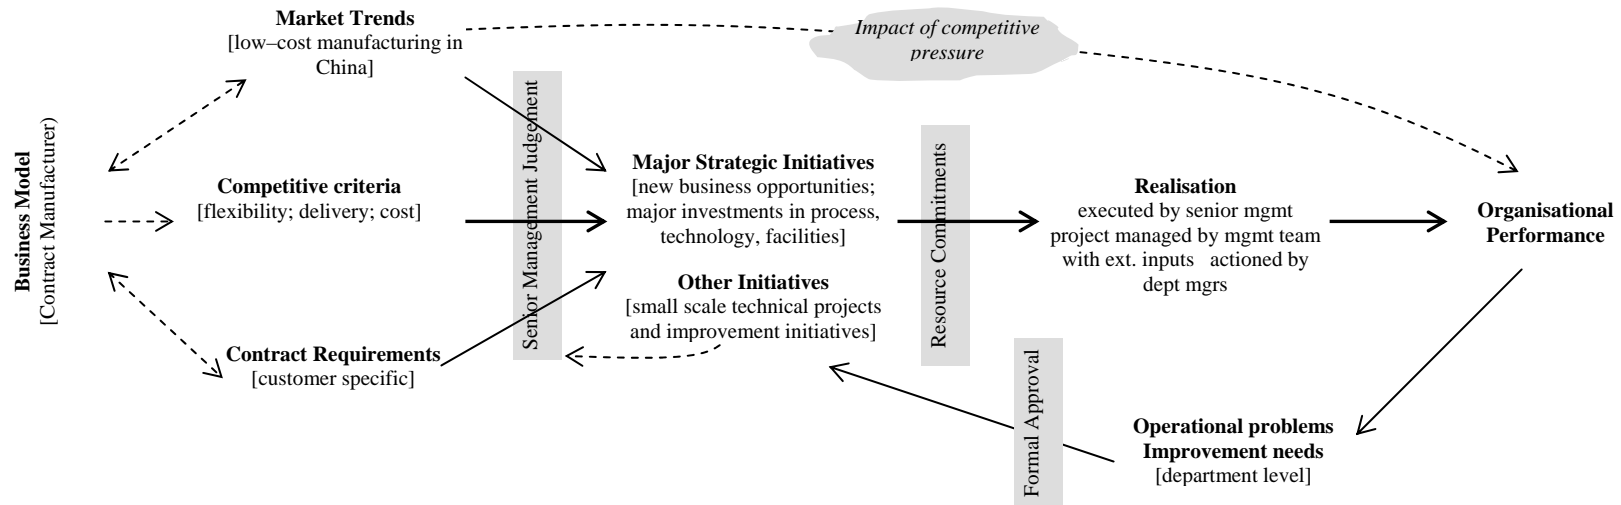 Market Trends
[low–cost manufacturing in
China]
Impact of competitive
pressure
Business Model
[Contract Manufacturer)
Competitive criteria
[flexibility; delivery; cost]
Contract Requirements
[customer specific]
Senior Management Judgement
Major Strategic Initiatives
[new business opportunities;
major investments in process,
technology, facilities]
Other Initiatives
[small scale technical projects
and improvement initiatives]
Resource Commitments
Realisation
executed by senior mgmt
project managed by mgmt team
with ext. inputs actioned by
dept mgrs
Organisational
Performance
Formal Approval
Operational problems
Improvement needs
[department level]